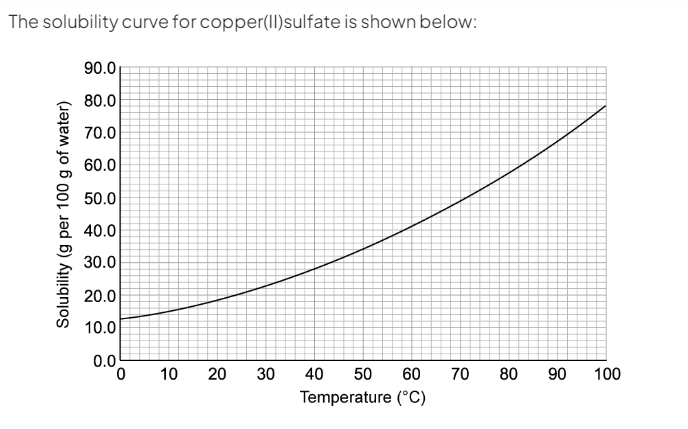 The solubility curve for copper(II)sulfate is shown below:
Solubility (g per 100 g of water)
90.0
80.0
70.0
60.0
50.0
40.0
30.0
20.0
10.0
0.0
0 10 20 30 40 50 60 70 80 90 100
Temperature (°C)